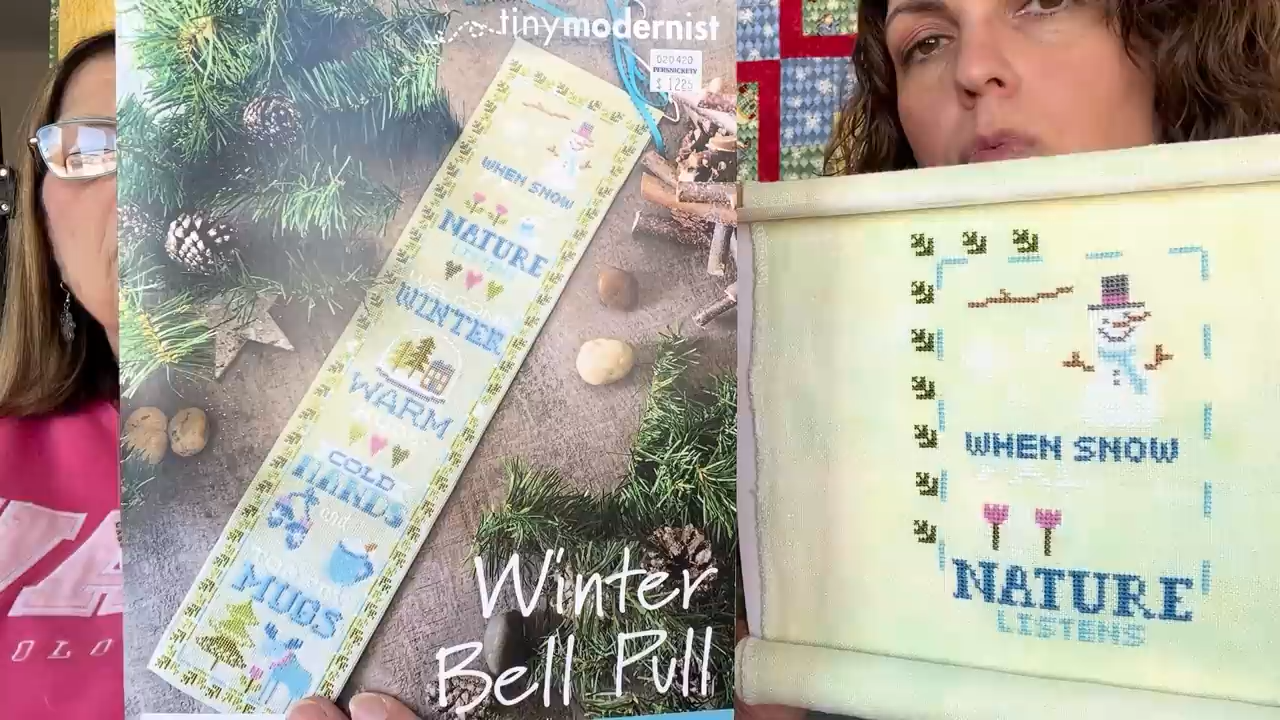 tinymodernist
020420
PERSNICKETY
$ 12.25
WHEN SNOW
NATURE
WINTER
WARM
COLD
HANDS
and
MUGS
Winter
Bell Pull
WHEN SNOW
NATURE
LISTENS
OLO